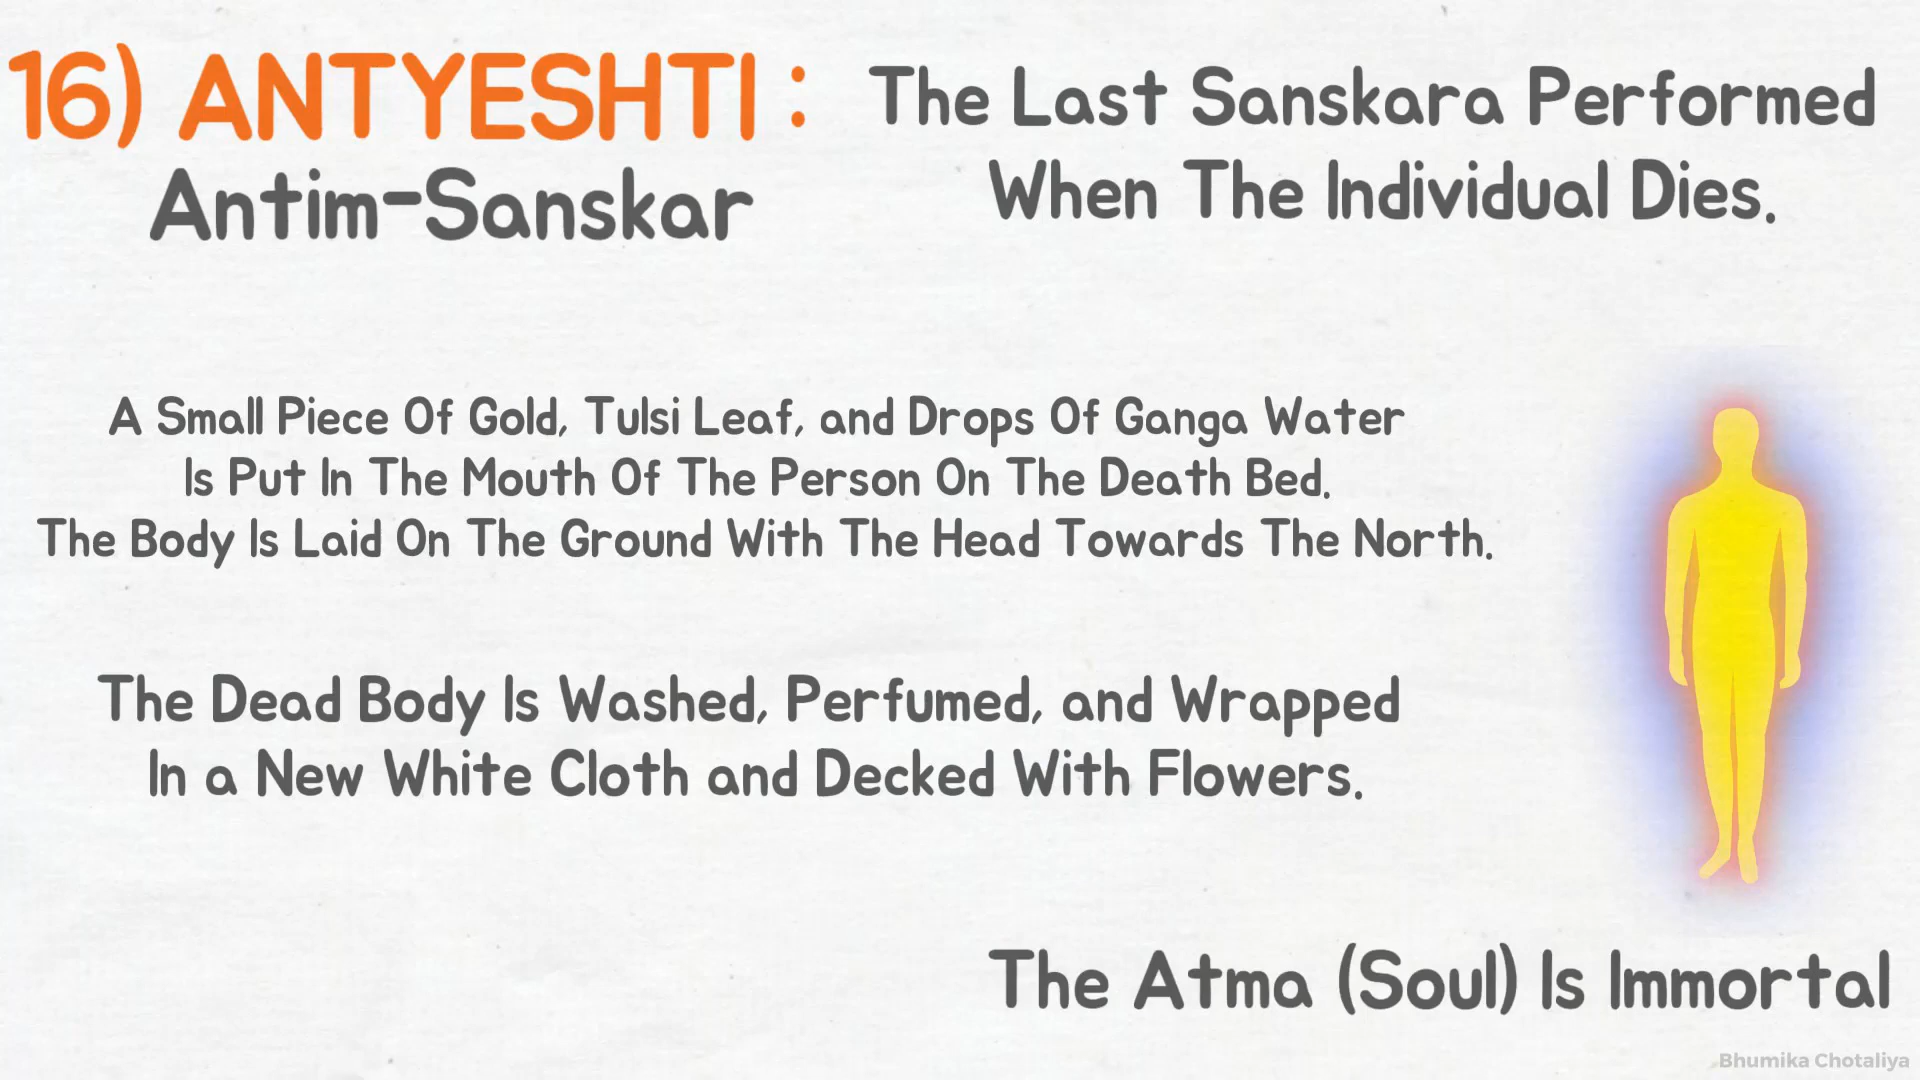 16) ANTYESHTI :
Antim-Sanskar
The Last Sanskara Performed
When The Individual Dies.
A Small Piece Of Gold, Tulsi Leaf, and Drops Of Ganga Water
Is Put In The Mouth Of The Person On The Death Bed.
The Body Is Laid On The Ground With The Head Towards The North.
The Dead Body Is Washed, Perfumed, and Wrapped
In a New White Cloth and Decked With Flowers.
The Atma (Soul) Is Immortal
Bhumika Chotaliya